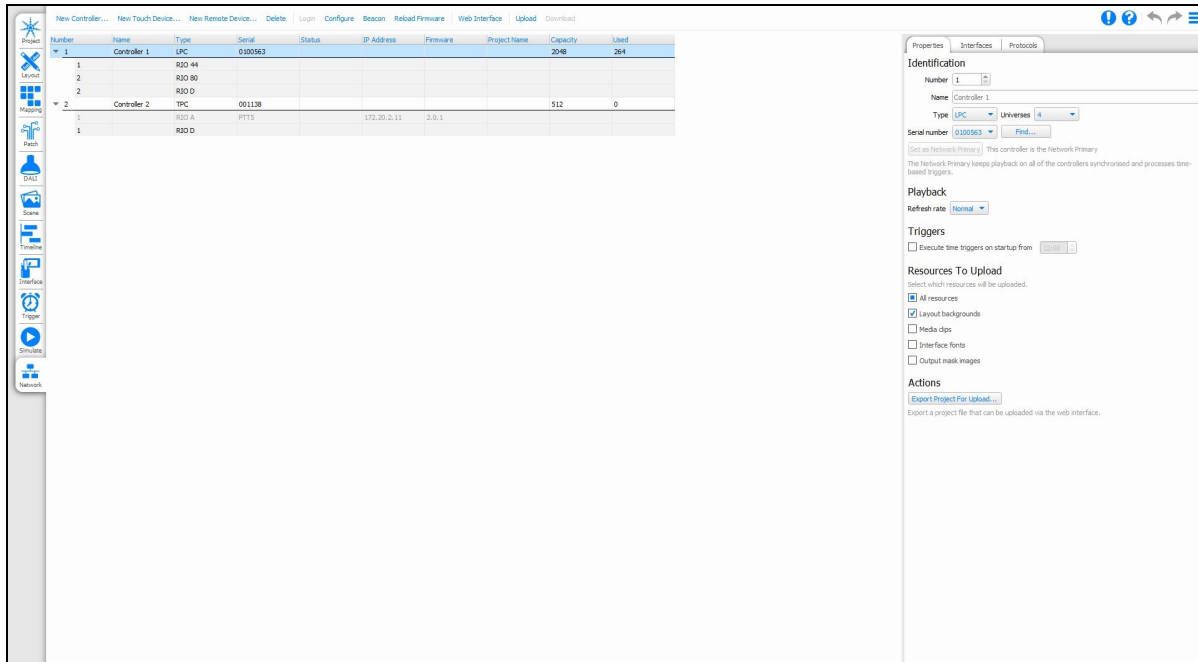 New Controller... New Touch Device... New Remote Device... Delete Login Configure Beacon Reload Firmware Web Interface Upload Download
Project
Layout
Mapping
Patch
DALI
Scene
Timeline
Interface
Trigger
Simulate
Network
Number Name Type Serial Status IP Address Firmware Project Name Capacity Used
1 Controller 1 LPC 0100563 2048 264
1 RIO 44
2 RIO 80
2 RIO D
2 Controller 2 TPC 001138 512 0
1 RIO A PTT5 172.20.2.11 2.0.1
1 RIO D
Properties Interfaces Protocols
Identification
Number 1
Name Controller 1
Type LPC Universes 4
Serial number 0100563 Find...
Set as Network Primary This controller is the Network Primary
The Network Primary keeps playback on all of the controllers synchronised and processes time-
based triggers.
Playback
Refresh rate Normal
Triggers
Execute time triggers on startup from 12:00
Resources To Upload
Select which resources will be uploaded.
All resources
Layout backgrounds
Media clips
Interface fonts
Output mask images
Actions
Export Project For Upload...
Export a project file that can be uploaded via the web interface.